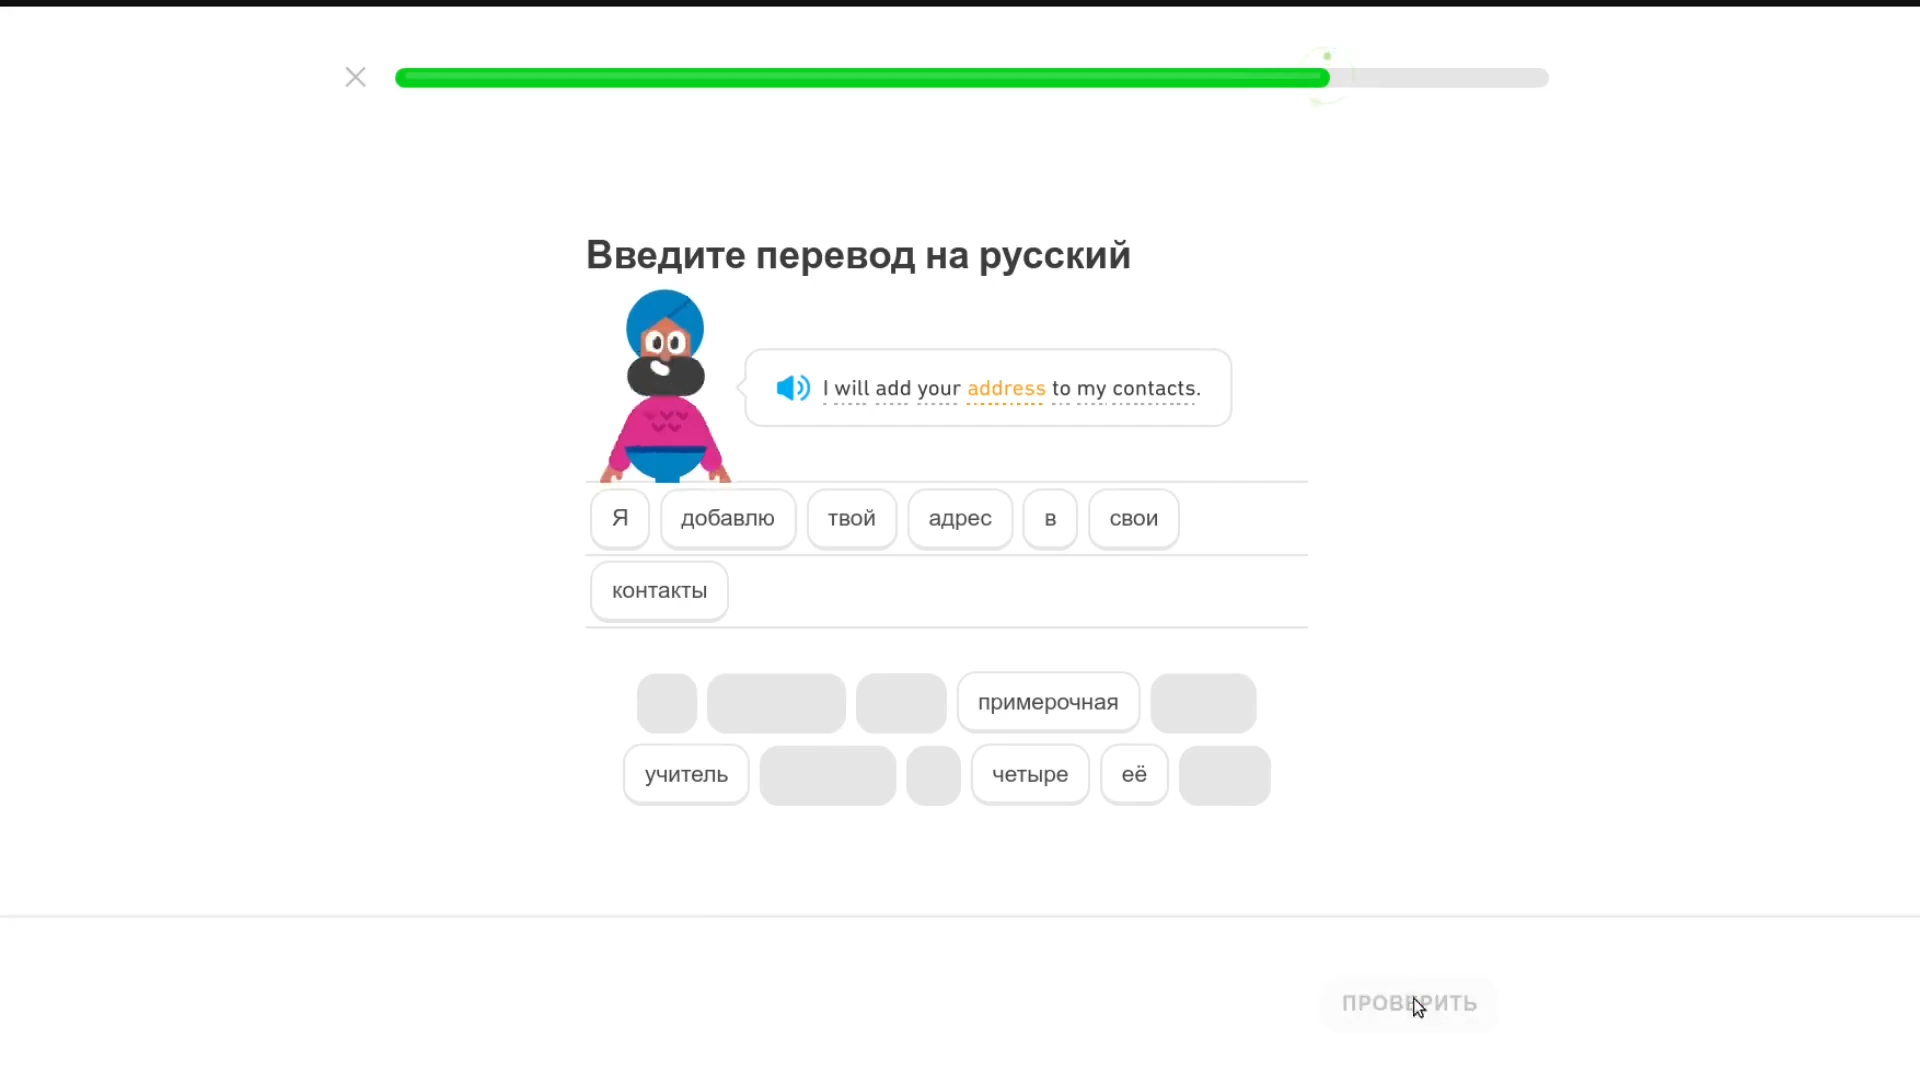 Введите перевод на русский
I will add your address to my contacts.
Я добавлю твой адрес в свои
контакты
примерочная
учитель четыре её
ПРОВЕРИТЬ